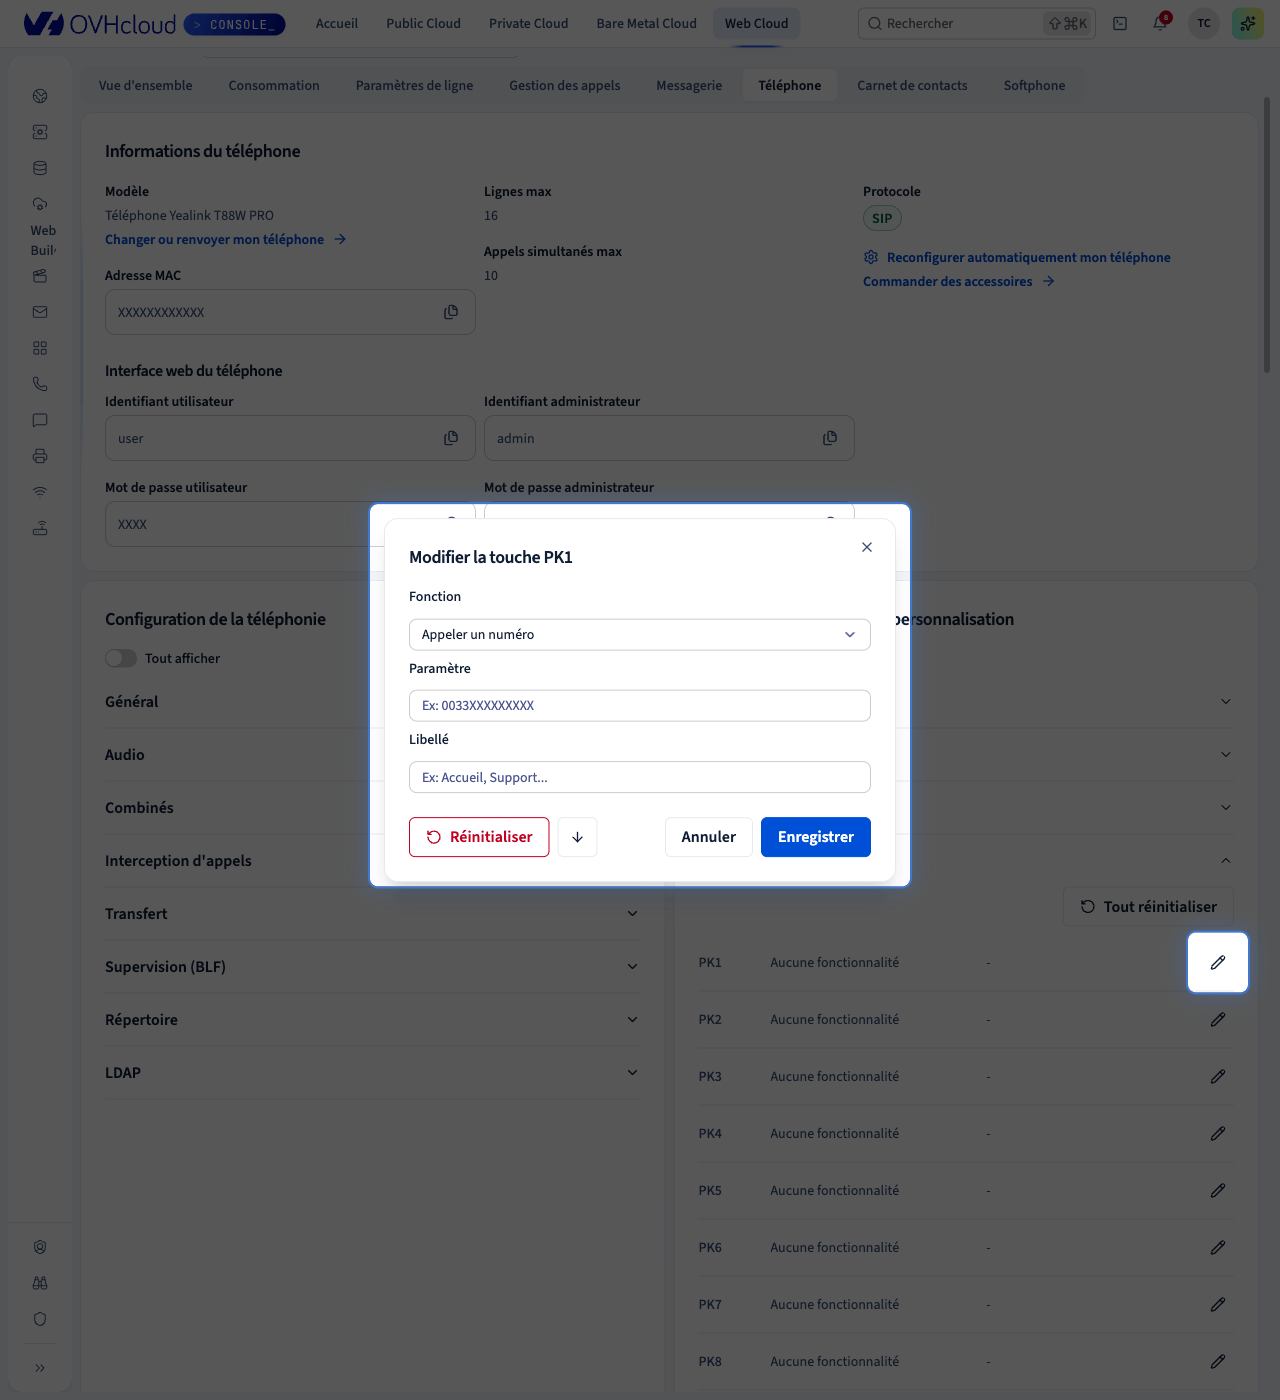 OVHcloud
> CONSOLE_
Accueil
Public Cloud
Private Cloud
Bare Metal Cloud
Web Cloud
Rechercher
⇧⌘K
6
TC
Vue d'ensemble
Consommation
Paramètres de ligne
Gestion des appels
Messagerie
Téléphone
Carnet de contacts
Softphone
Web
Buil
Informations du téléphone
Modèle
Téléphone Yealink T88W PRO
Changer ou renvoyer mon téléphone
Adresse MAC
XXXXXXXXXXXX
Lignes max
16
Appels simultanés max
10
Protocole
SIP
Reconfigurer automatiquement mon téléphone
Commander des accessoires
Interface web du téléphone
Identifiant utilisateur
user
Identifiant administrateur
admin
Mot de passe utilisateur
XXXX
Mot de passe administrateur
Modifier la touche PK1
Fonction
Appeler un numéro
Paramètre
Ex: 0033XXXXXXXXX
Libellé
Ex: Accueil, Support...
Réinitialiser
Annuler
Enregistrer
Configuration de la téléphonie
Tout afficher
Général
Audio
Combinés
Interception d'appels
Transfert
Supervision (BLF)
Répertoire
LDAP
personnalisation
Tout réinitialiser
PK1 Aucune fonctionnalité -
PK2 Aucune fonctionnalité -
PK3 Aucune fonctionnalité -
PK4 Aucune fonctionnalité -
PK5 Aucune fonctionnalité -
PK6 Aucune fonctionnalité -
PK7 Aucune fonctionnalité -
PK8 Aucune fonctionnalité -